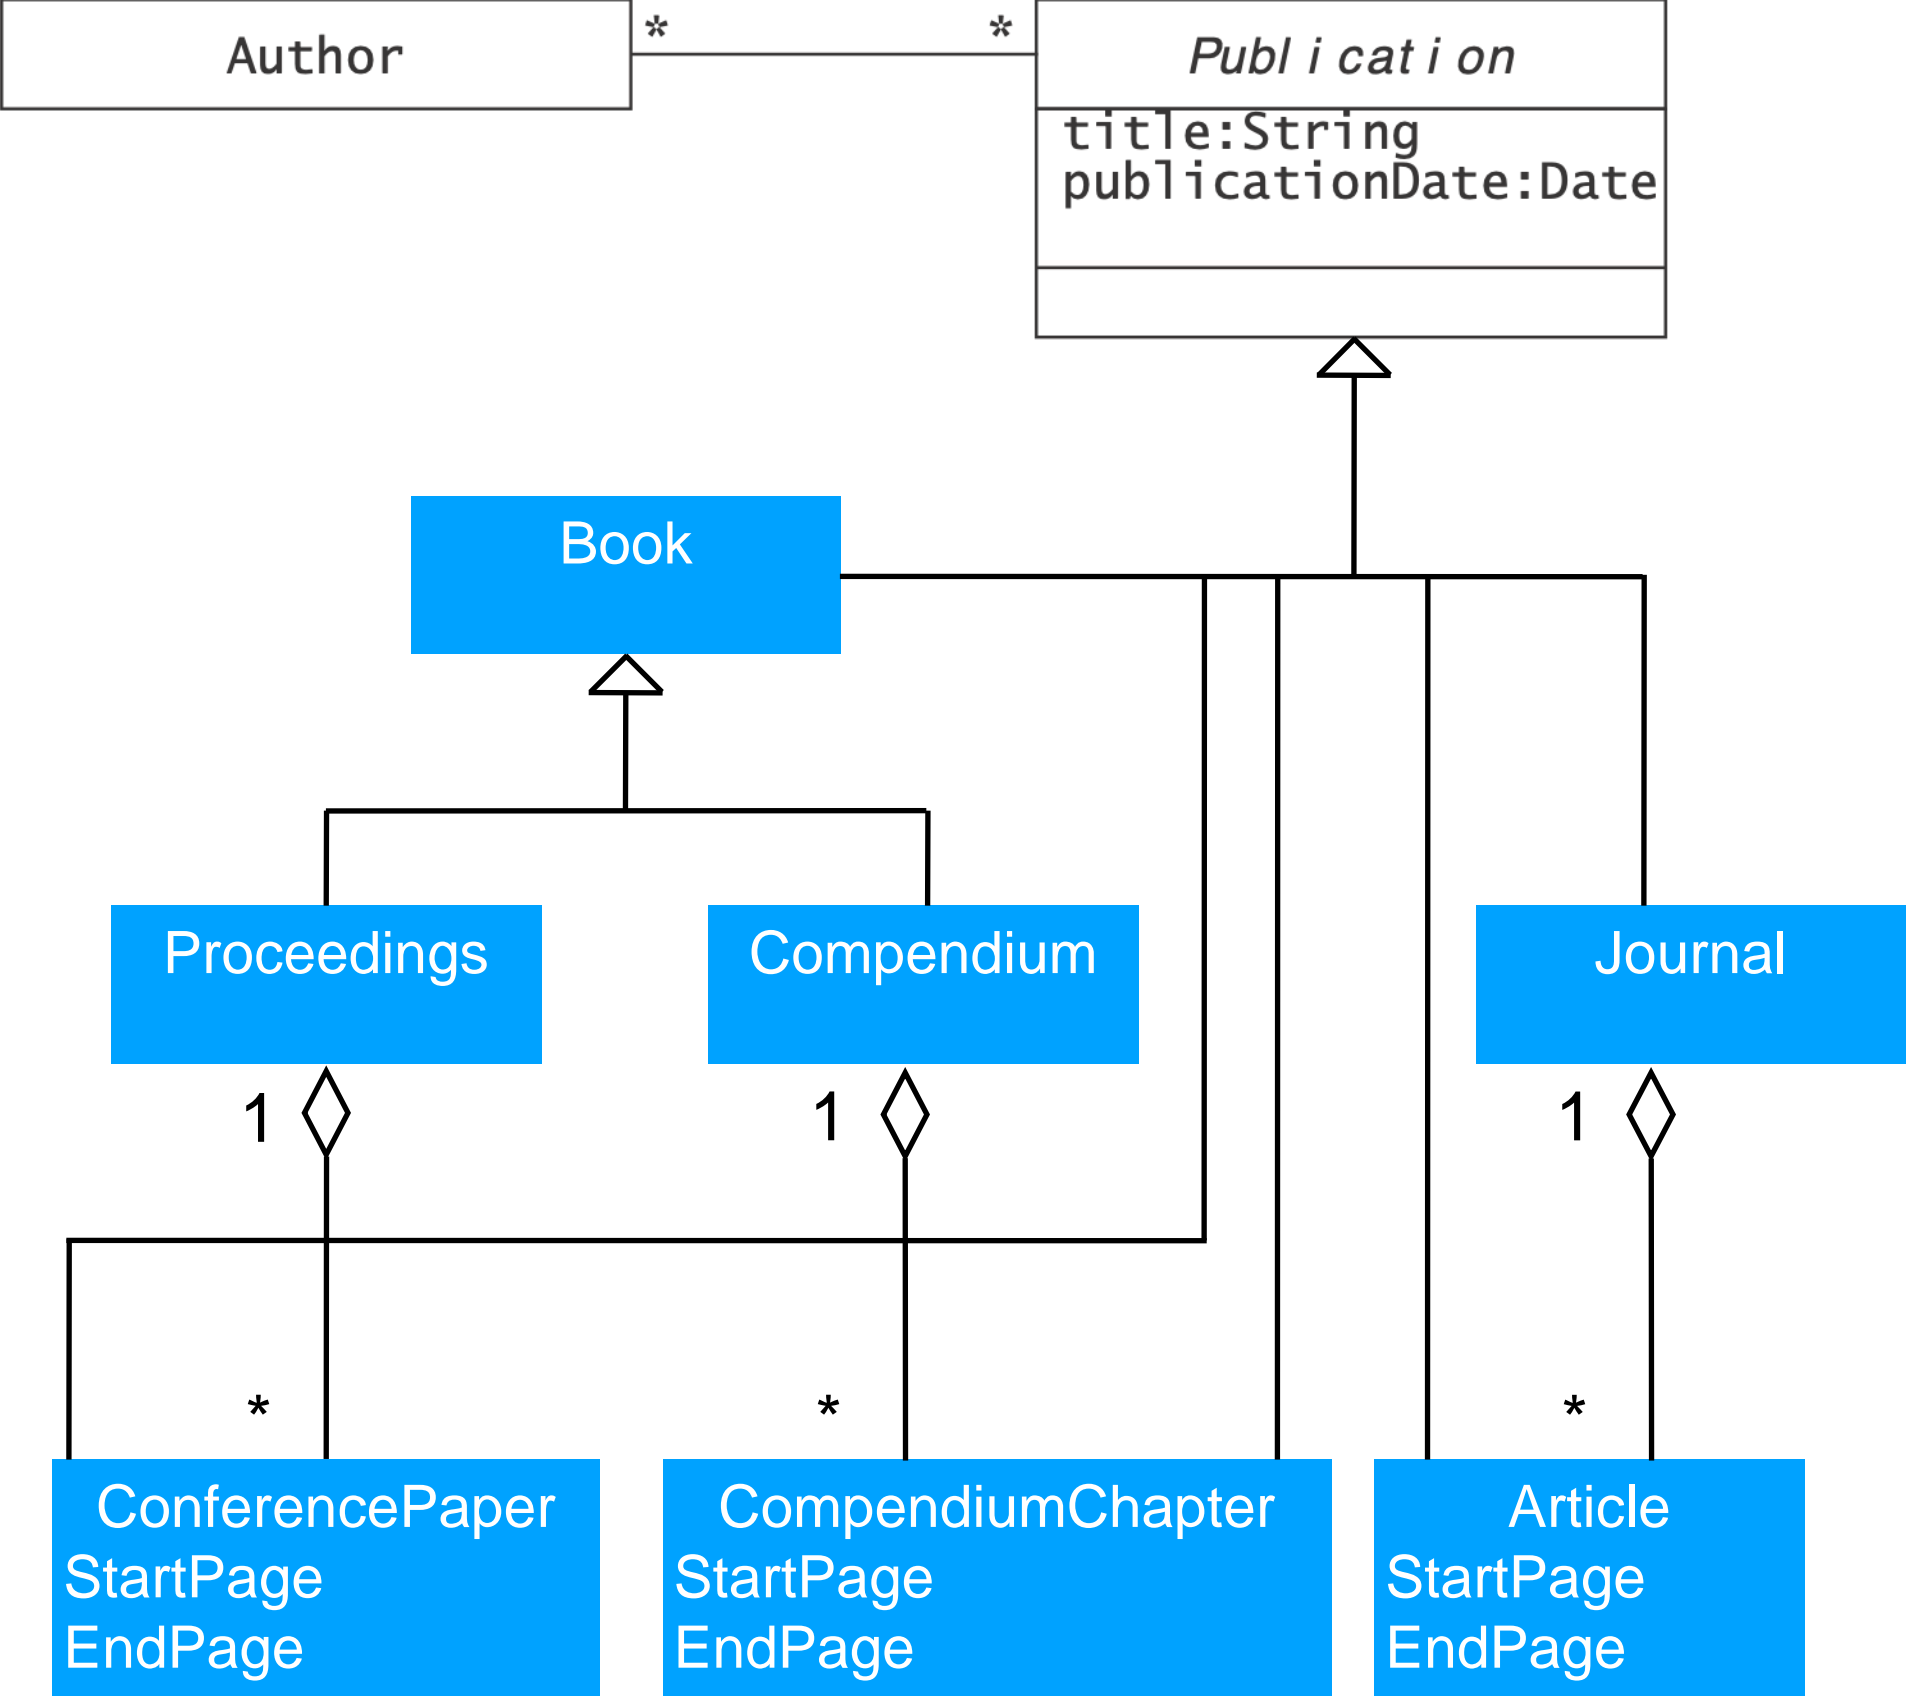 Author
*
*
Publication
title:String
publicationDate:Date
Book
Proceedings
Compendium
Journal
1
1
1
*
*
*
ConferencePaper
StartPage
EndPage
CompendiumChapter
StartPage
EndPage
Article
StartPage
EndPage